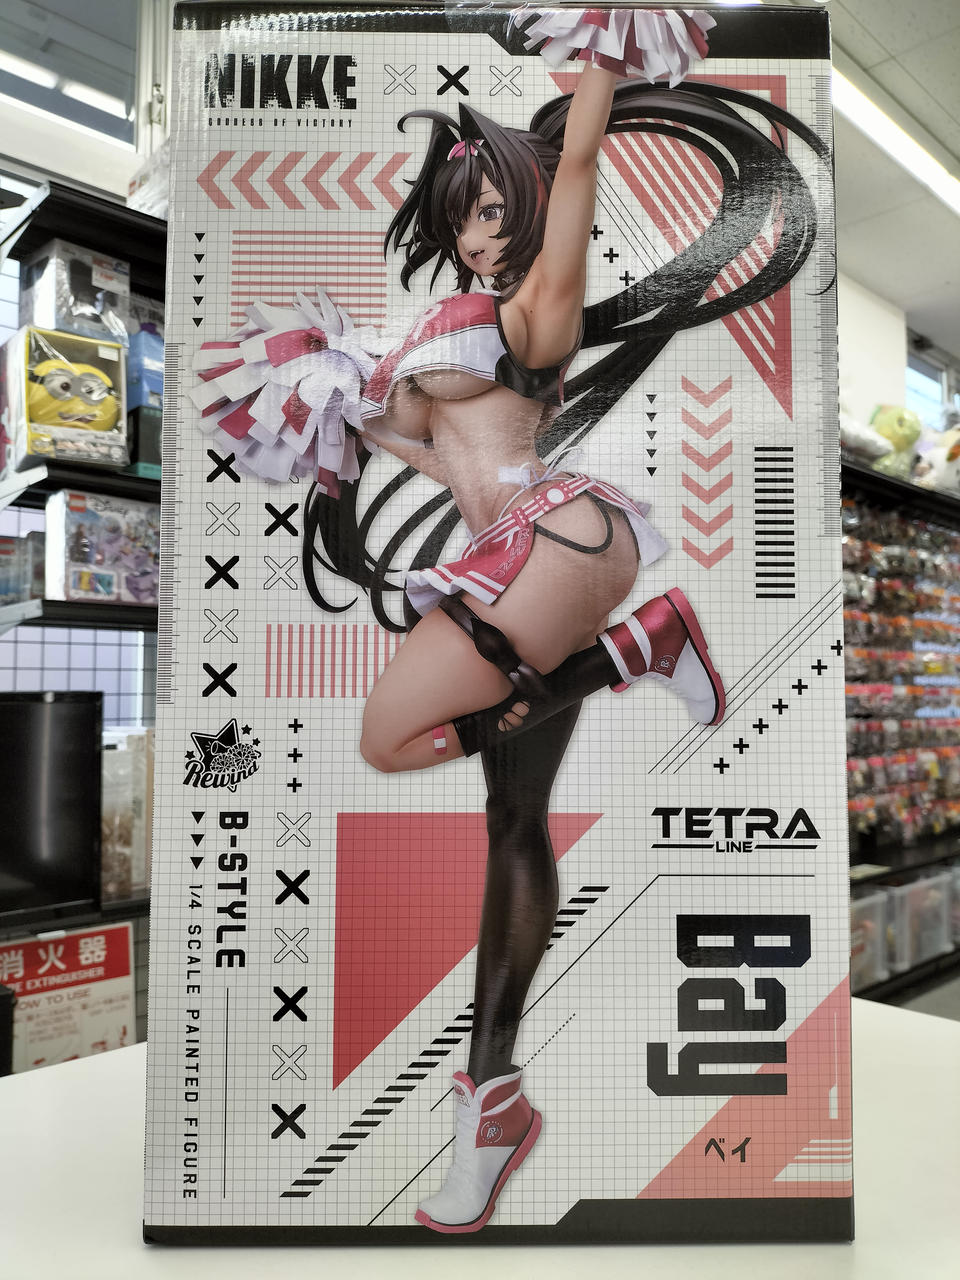 NIKKE
GODDESS OF VICTORY
Rewind
B-STYLE
1/4 SCALE PAINTED FIGURE
TETRA
LINE
Bay
ベイ
Disney
消火器
FIRE EXTINGUISHER
HOW TO USE